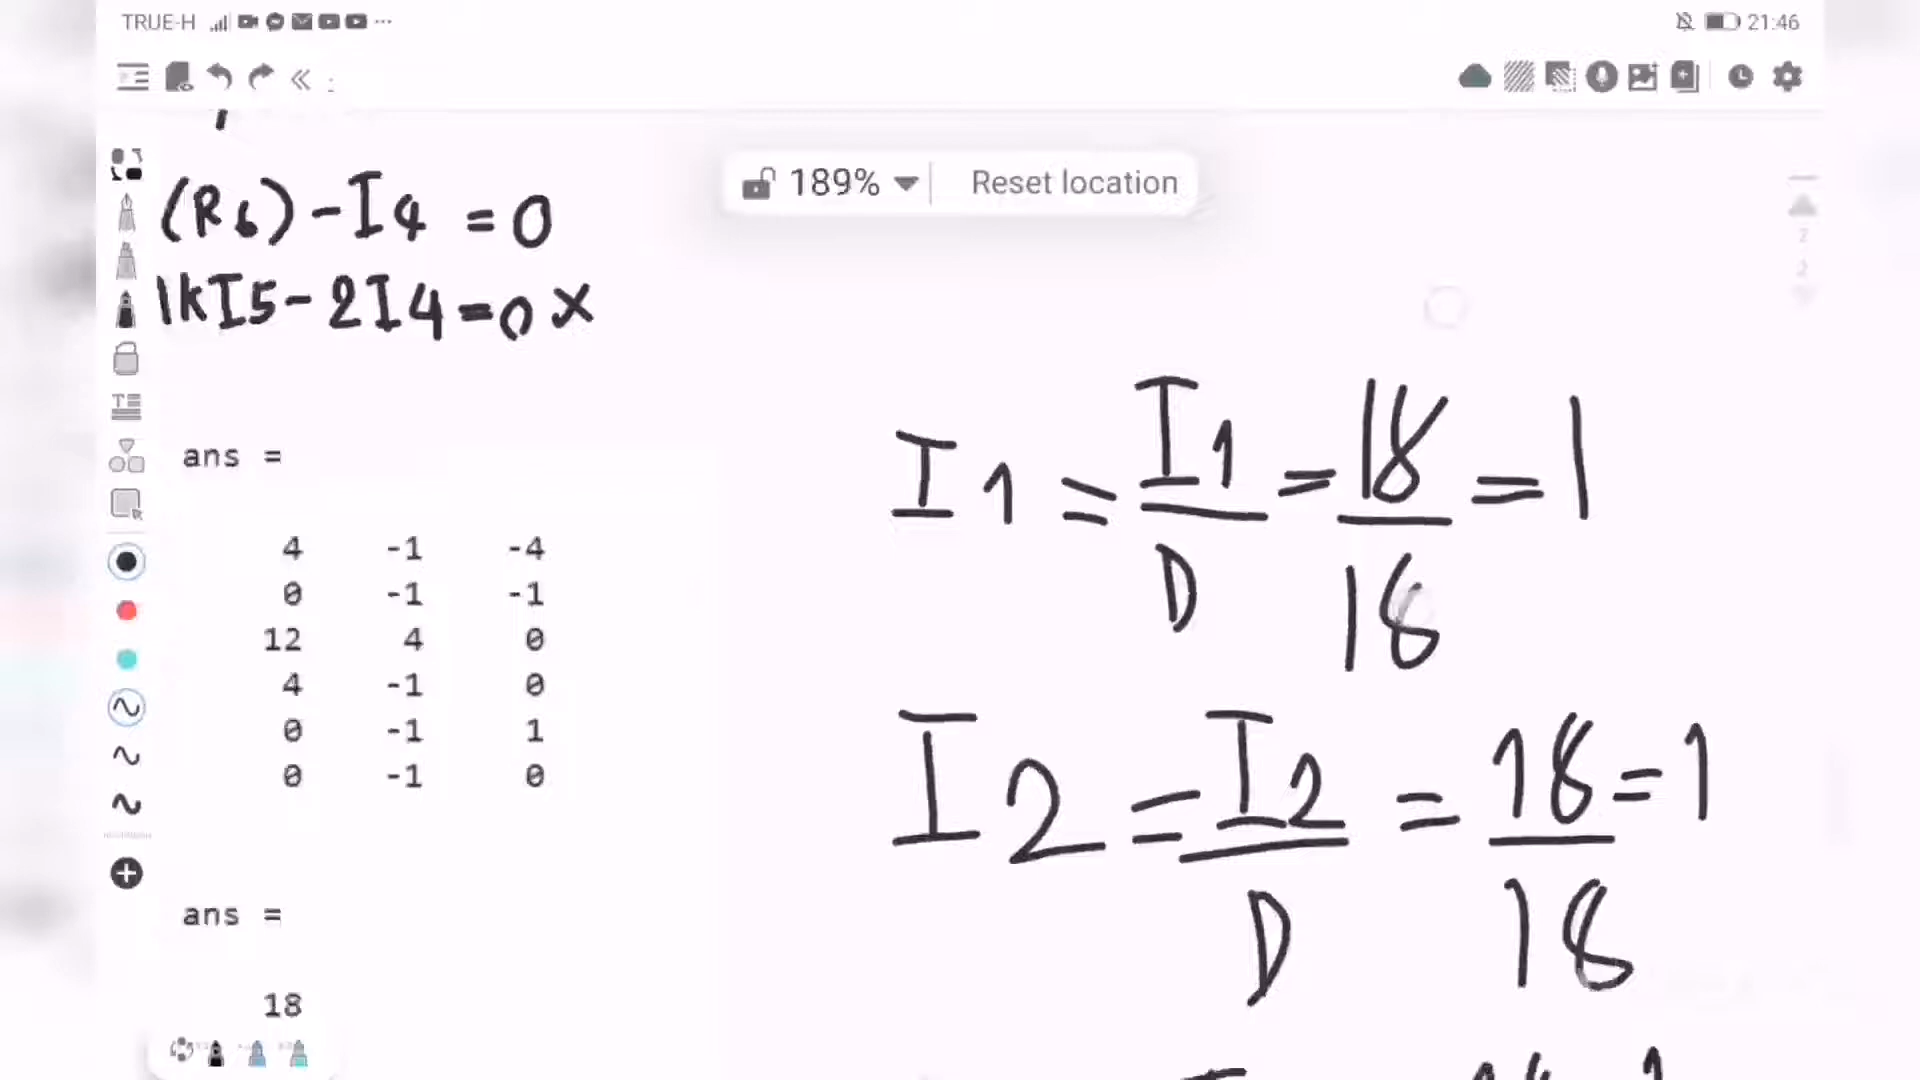 TRUE-H 21:46
189% Reset location
(R6)-I4 = 0
1kI5-2I4=0 ×
ans =
4 -1 -4
0 -1 -1
12 4 0
4 -1 0
0 -1 1
0 -1 0
ans =
18
I1 = I1/D = 18/18 = 1
I2 = I2/D = 18/18 = 1
2
2